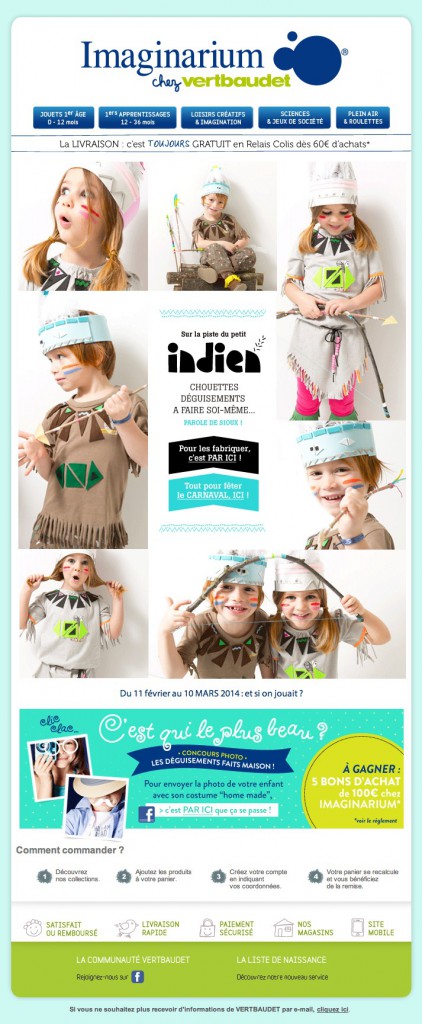 Imaginarium®
chez vertbaudet
JOUETS 1er ÂGE
0 - 12 mois
1ers APPRENTISSAGES
12 - 36 mois
LOISIRS CRÉATIFS
& IMAGINATION
SCIENCES
& JEUX DE SOCIÉTÉ
PLEIN AIR
& ROULETTES
La LIVRAISON : c'est TOUJOURS GRATUIT en Relais Colis dès 60€ d'achats*
Sur la piste du petit
indien
CHOUETTES
DÉGUISEMENTS
A FAIRE SOI-MÊME...
PAROLE DE SIOUX !
Pour les fabriquer,
c'est PAR ICI !
Tout pour fêter
le CARNAVAL, ICI !
Du 11 février au 10 MARS 2014 : et si on jouait ?
clic
clac...
C'est qui le plus beau ?
• CONCOURS PHOTO •
LES DÉGUISEMENTS FAITS MAISON !
Pour envoyer la photo de votre enfant
avec son costume "home made",
f > c'est PAR ICI que ça se passe !
À GAGNER :
5 BONS D'ACHAT
de 100€ chez
IMAGINARIUM*
*voir le règlement
Comment commander ?
1 Découvrez
nos collections.
2 Ajoutez les produits
à votre panier.
3 Créez votre compte
en indiquant
vos coordonnées.
4 Votre panier se recalcule
et vous bénéficiez
de la remise.
SATISFAIT
OU REMBOURSÉ
LIVRAISON
RAPIDE
PAIEMENT
SÉCURISÉ
NOS
MAGASINS
SITE
MOBILE
LA COMMUNAUTÉ VERTBAUDET
Rejoignez-nous sur f
LA LISTE DE NAISSANCE
Découvrez notre nouveau service
Si vous ne souhaitez plus recevoir d'informations de VERTBAUDET par e-mail, cliquez ici.